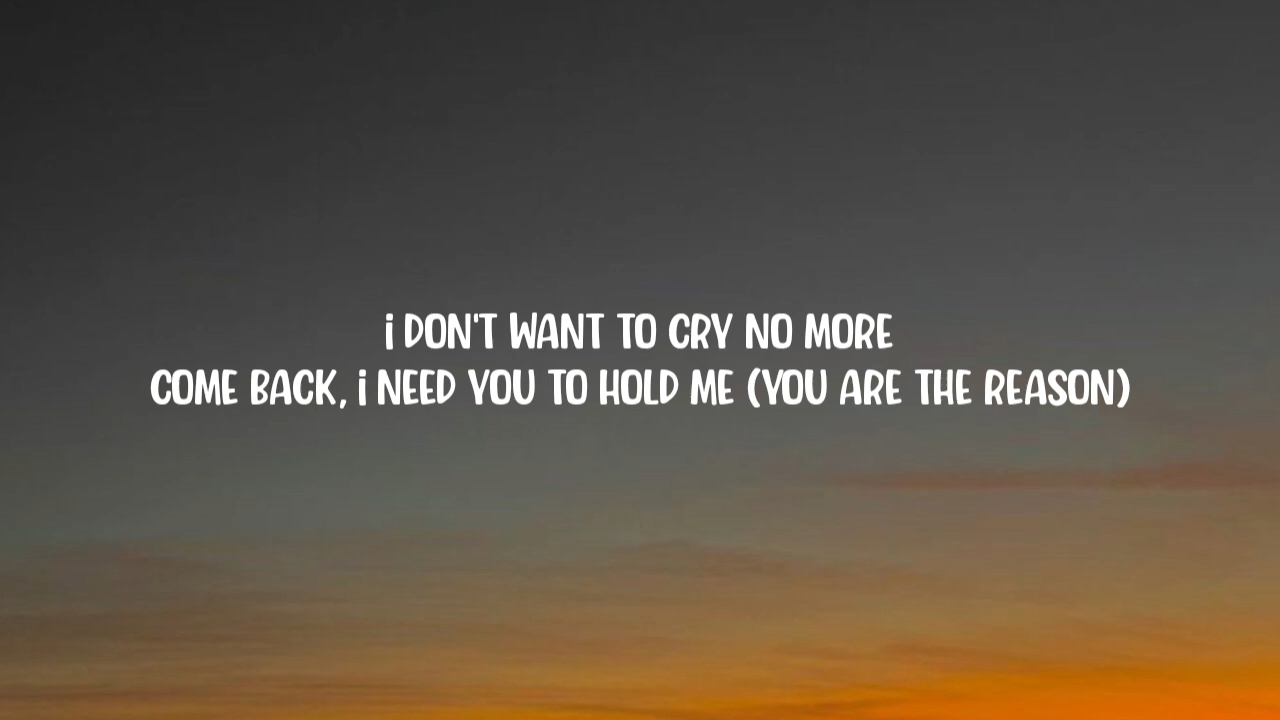 i DON'T WANT TO CRY NO MORE
COME BACK, i NEED YOU TO HOLD ME (YOU ARE THE REASON)